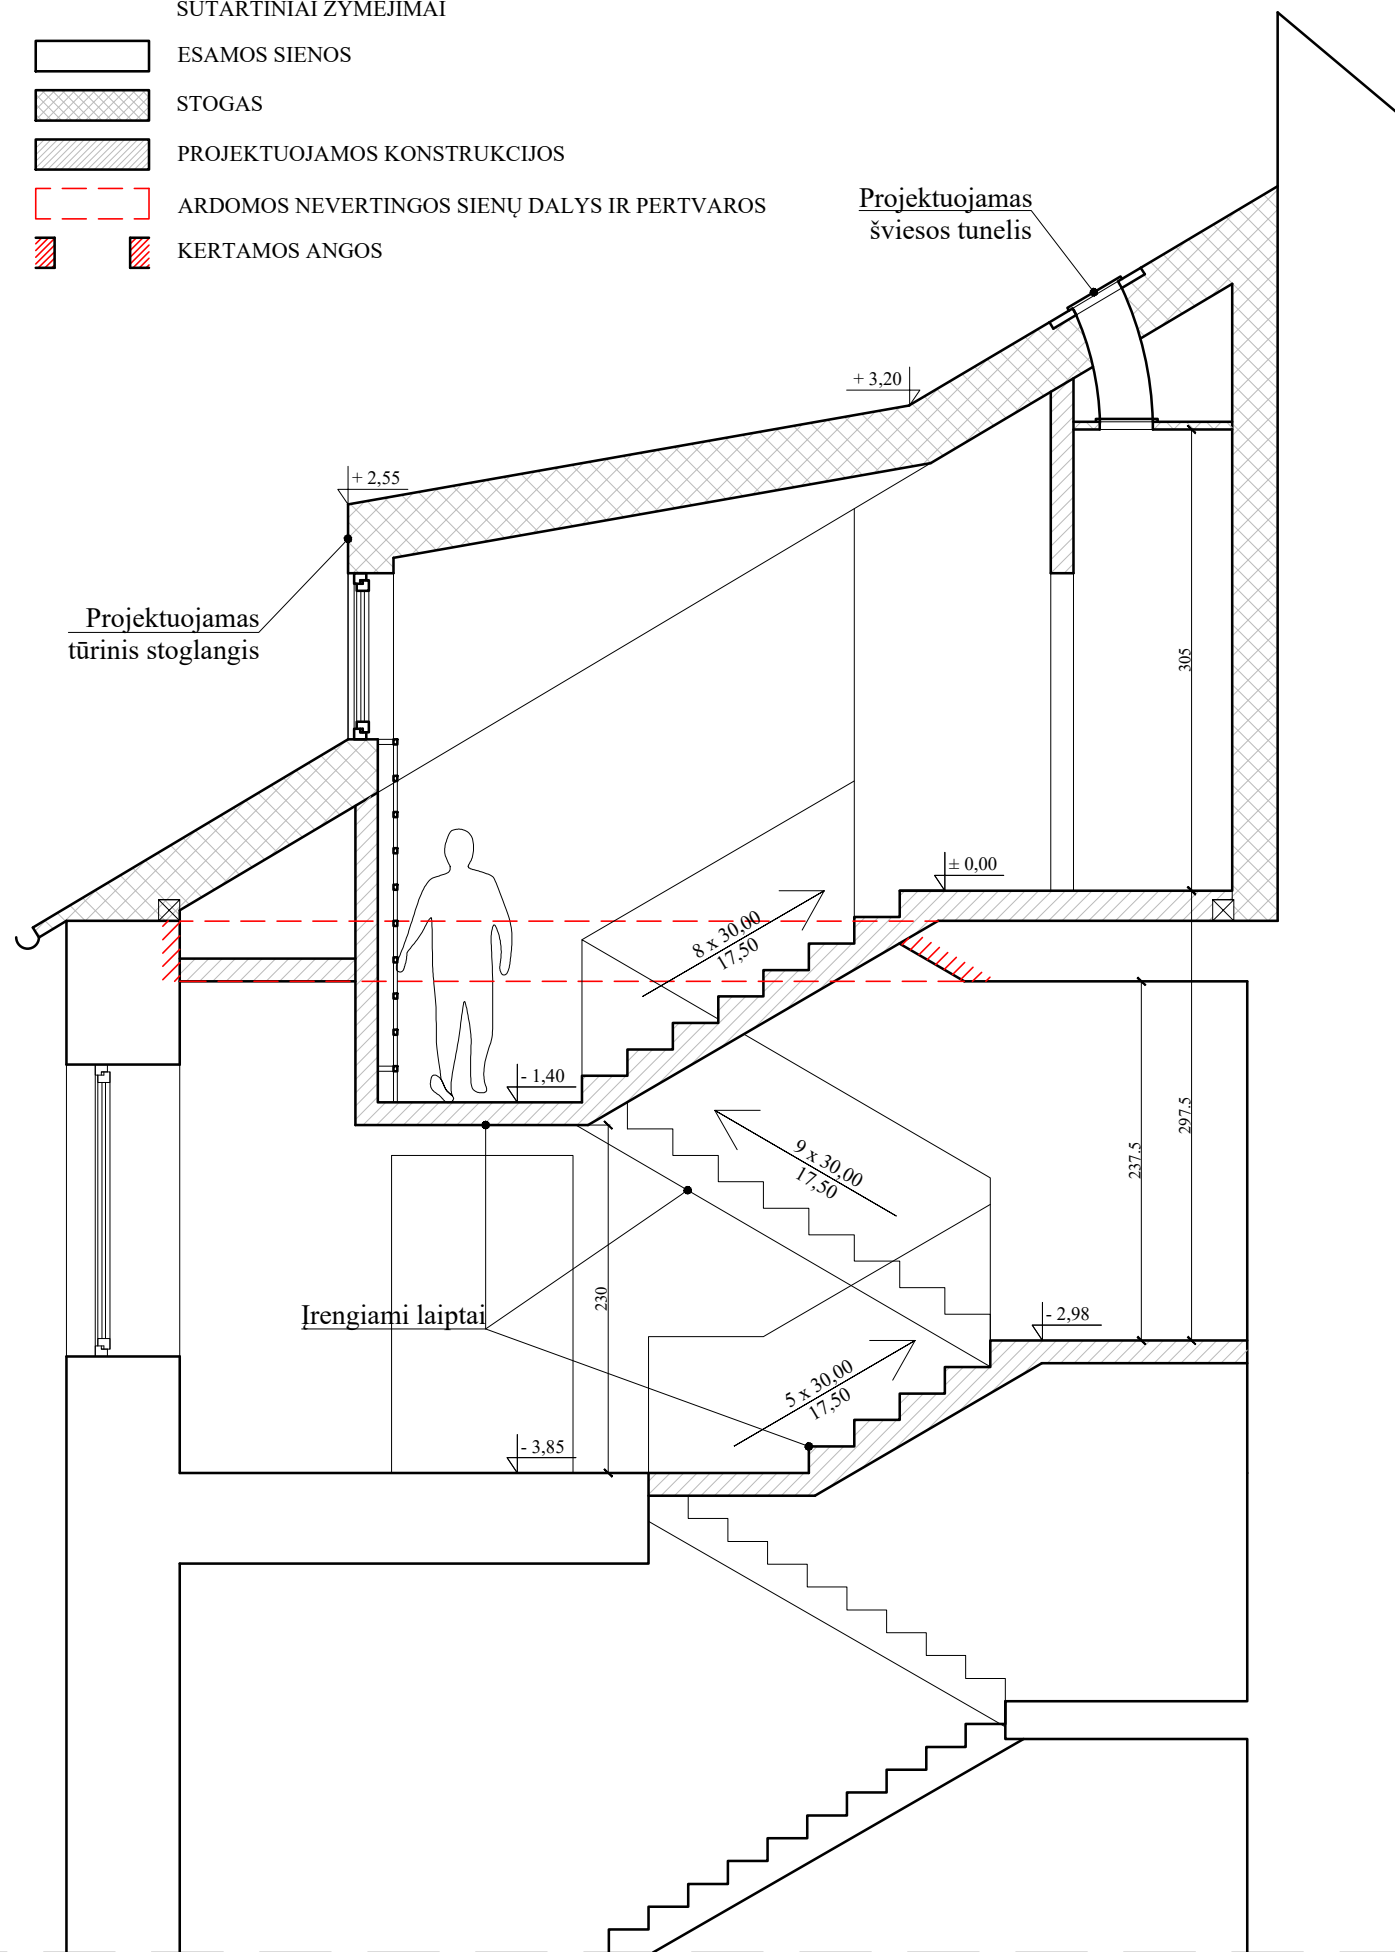 SUTARTINIAI ŽYMĖJIMAI
ESAMOS SIENOS
STOGAS
PROJEKTUOJAMOS KONSTRUKCIJOS
ARDOMOS NEVERTINGOS SIENŲ DALYS IR PERTVAROS
KERTAMOS ANGOS
Projektuojamas
šviesos tunelis
+ 3,20
+ 2,55
Projektuojamas
tūrinis stoglangis
305
± 0,00
8 x 30,00
17,50
- 1,40
9 x 30,00
17,50
237.5
297.5
230
Įrengiami laiptai
- 2,98
5 x 30,00
17,50
- 3,85